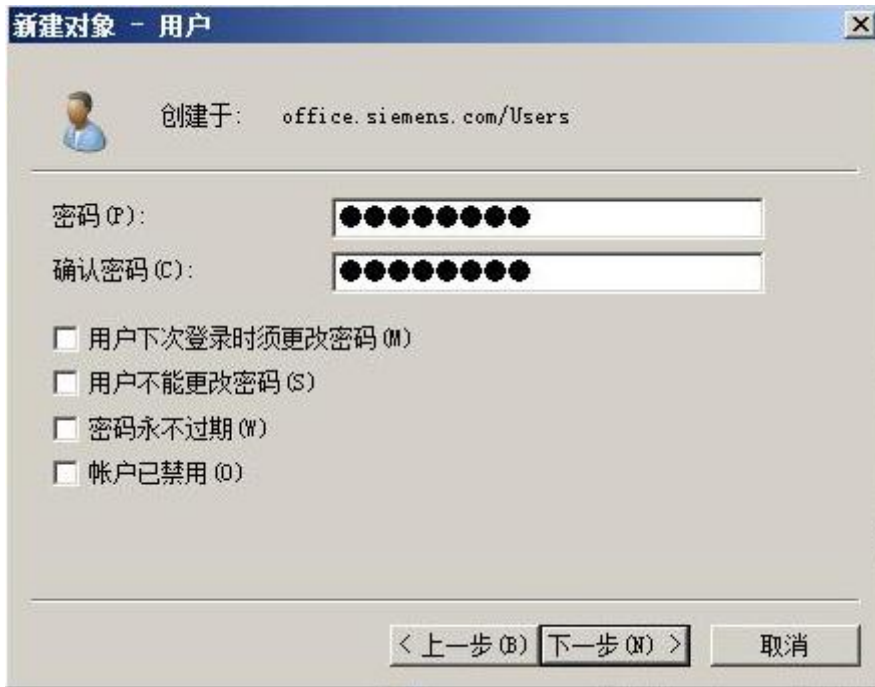 新建对象 - 用户
创建于: office.siemens.com/Users
密码(P): ●●●●●●●●
确认密码(C): ●●●●●●●●
用户下次登录时须更改密码(M)
用户不能更改密码(S)
密码永不过期(W)
帐户已禁用(O)
< 上一步(B) 下一步(N) > 取消